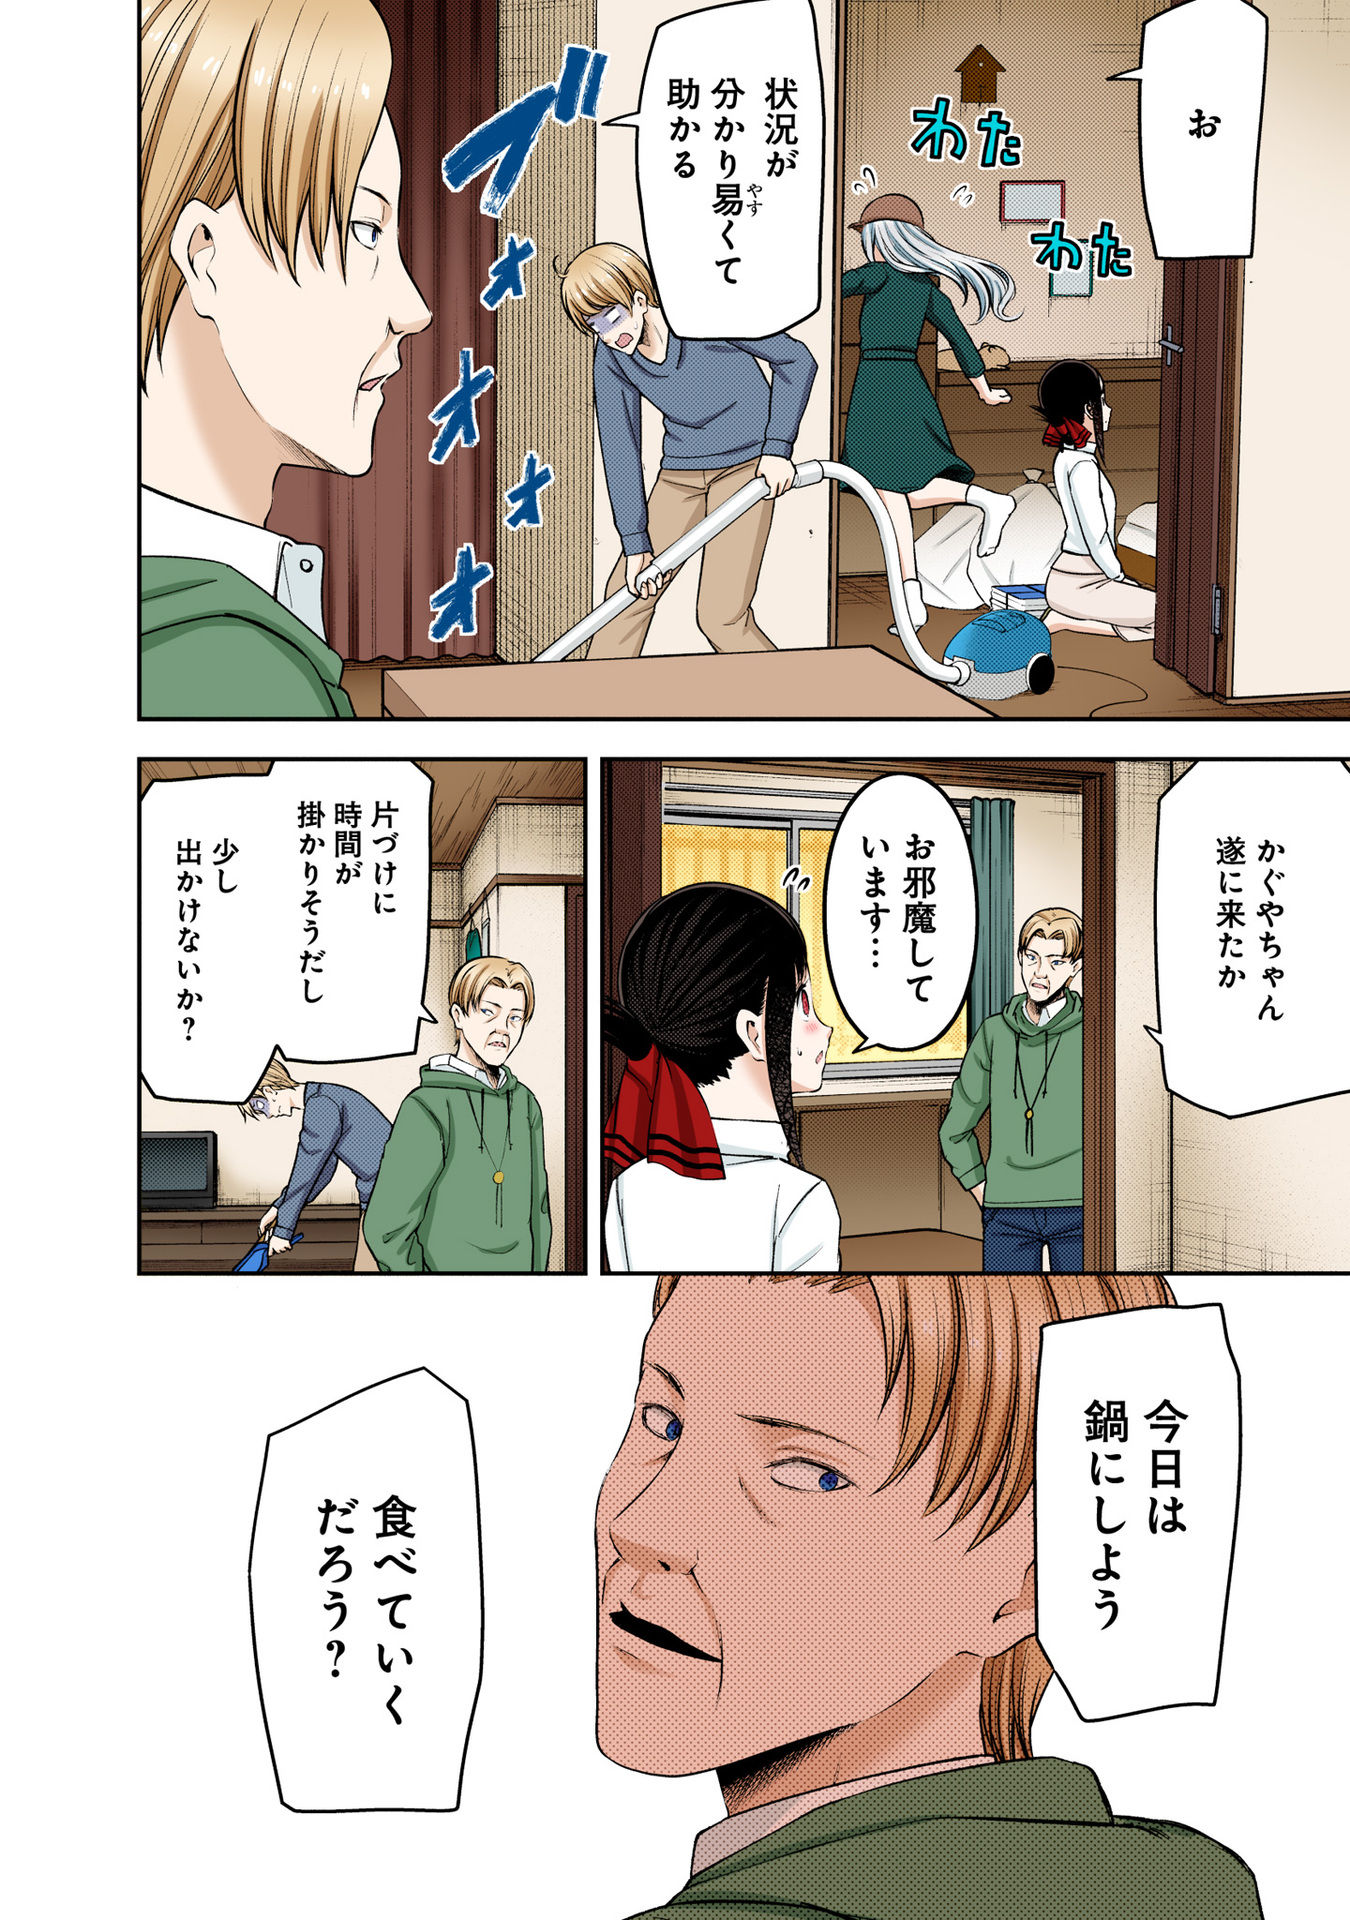 お
わた
わた
状況が
分かり易くて
やす
助かる
ブオォォォ
かぐやちゃん
遂に来たか
お邪魔して
います…
片づけに
時間が
掛かりそうだし
少し
出かけないか?
今日は
鍋にしよう
食べていく
だろう?